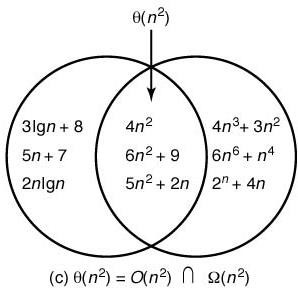 θ(n²)
3lgn + 8 4n² 4n³+ 3n²
5n + 7 6n² + 9 6n⁶ + n⁴
2nlgn 5n² + 2n 2ⁿ + 4n
(c) θ(n²) = O(n²) ∩ Ω(n²)